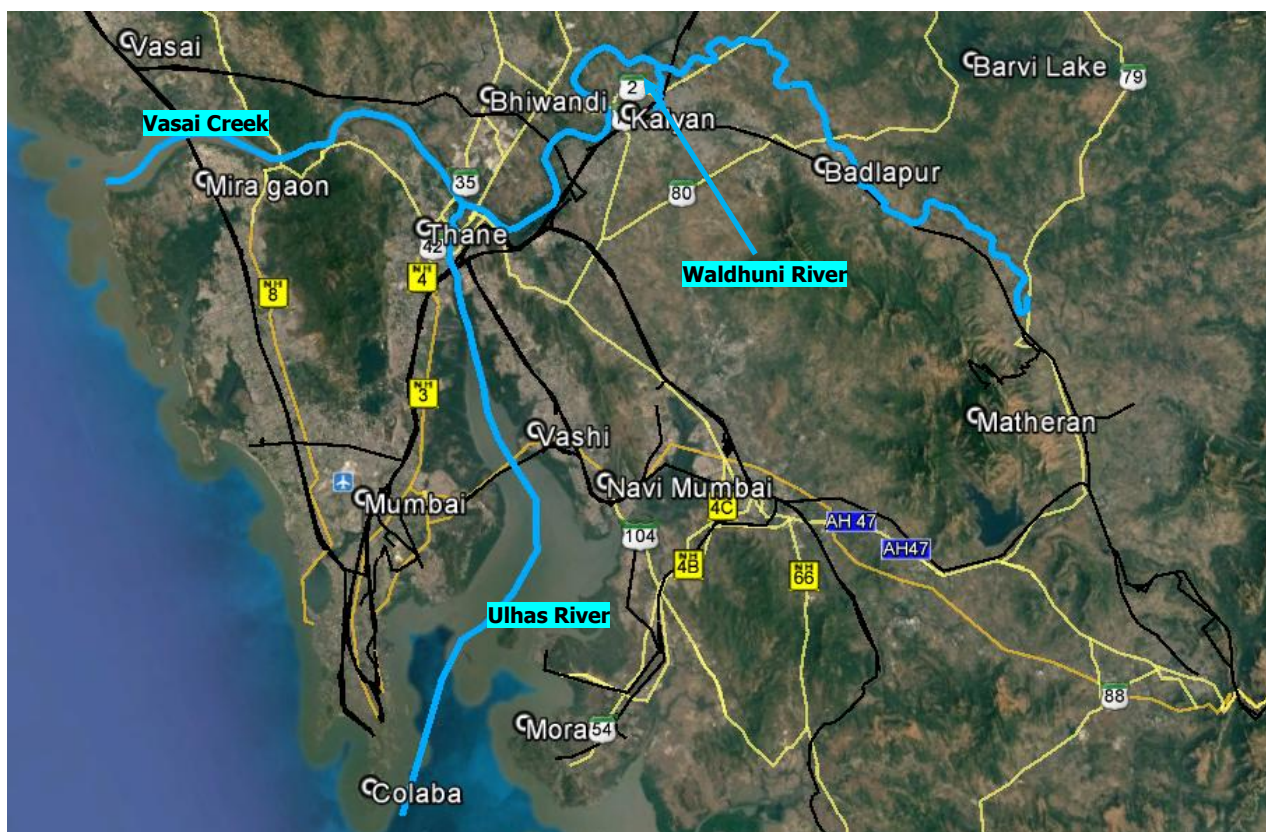 Vasai
Barvi Lake
79
2
Bhiwandi
Kalyan
Vasai Creek
Mira gaon
35
80
Badlapur
Thane
42
Waldhuni River
NH
4
NH
8
NH
3
Matheran
Vashi
Navi Mumbai
Mumbai
4C
AH 47
104
AH47
NH
4B
NH
66
Ulhas River
88
Mora
54
Colaba